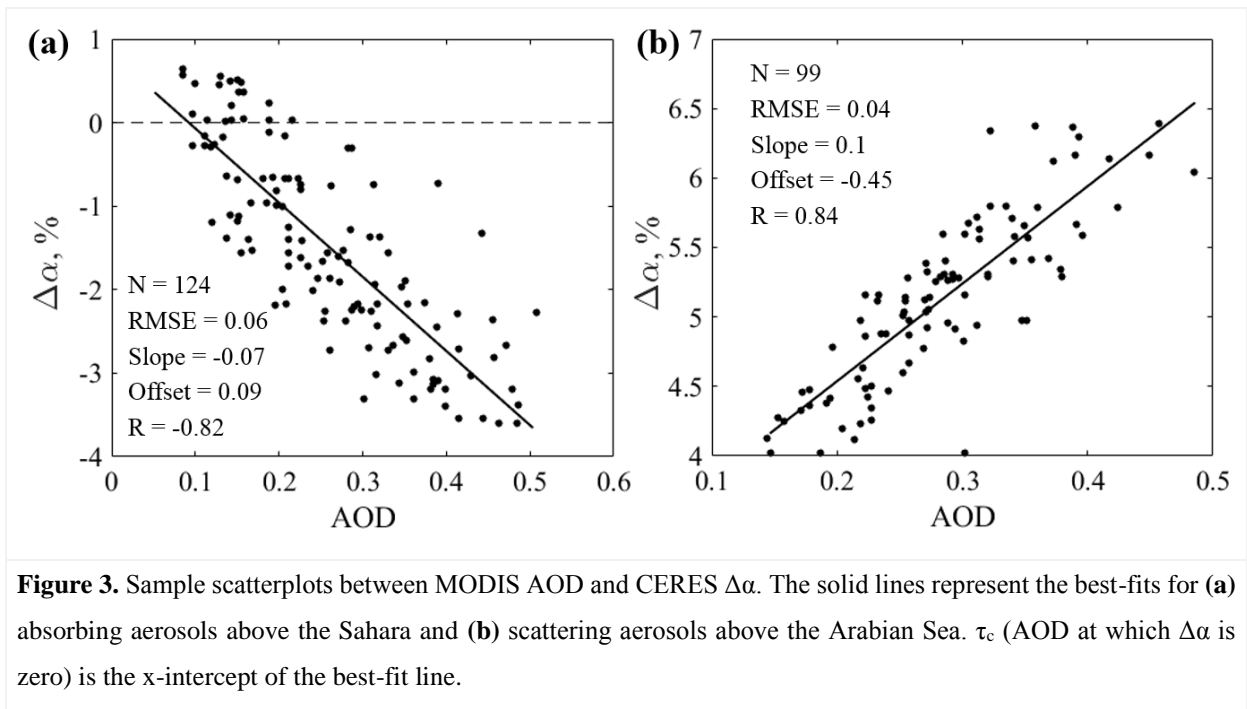 (a)
1
0
-1
-2
-3
-4
Δα, %
N = 124
RMSE = 0.06
Slope = -0.07
Offset = 0.09
R = -0.82
0 0.1 0.2 0.3 0.4 0.5 0.6
AOD
(b)
7
6.5
6
5.5
5
4.5
4
Δα, %
N = 99
RMSE = 0.04
Slope = 0.1
Offset = -0.45
R = 0.84
0.1 0.2 0.3 0.4 0.5
AOD
Figure 3. Sample scatterplots between MODIS AOD and CERES Δα. The solid lines represent the best-fits for (a)
absorbing aerosols above the Sahara and (b) scattering aerosols above the Arabian Sea. τc (AOD at which Δα is
zero) is the x-intercept of the best-fit line.